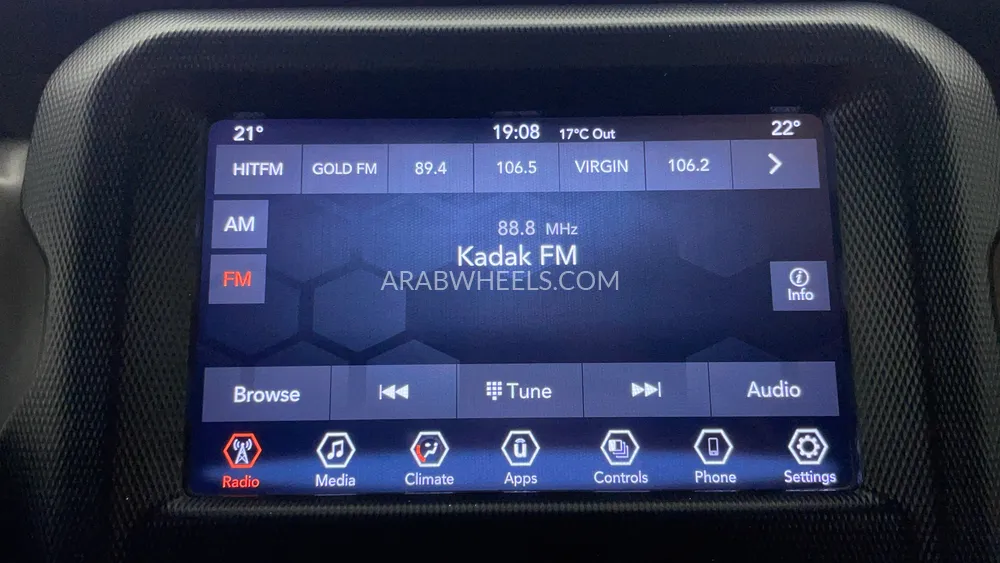 21° 19:08 17°C Out 22°
HITFM GOLD FM 89.4 106.5 VIRGIN 106.2
AM
88.8 MHz
Kadak FM
FM
ARABWHEELS.COM
Info
Browse Tune Audio
Radio Media Climate Apps Controls Phone Settings